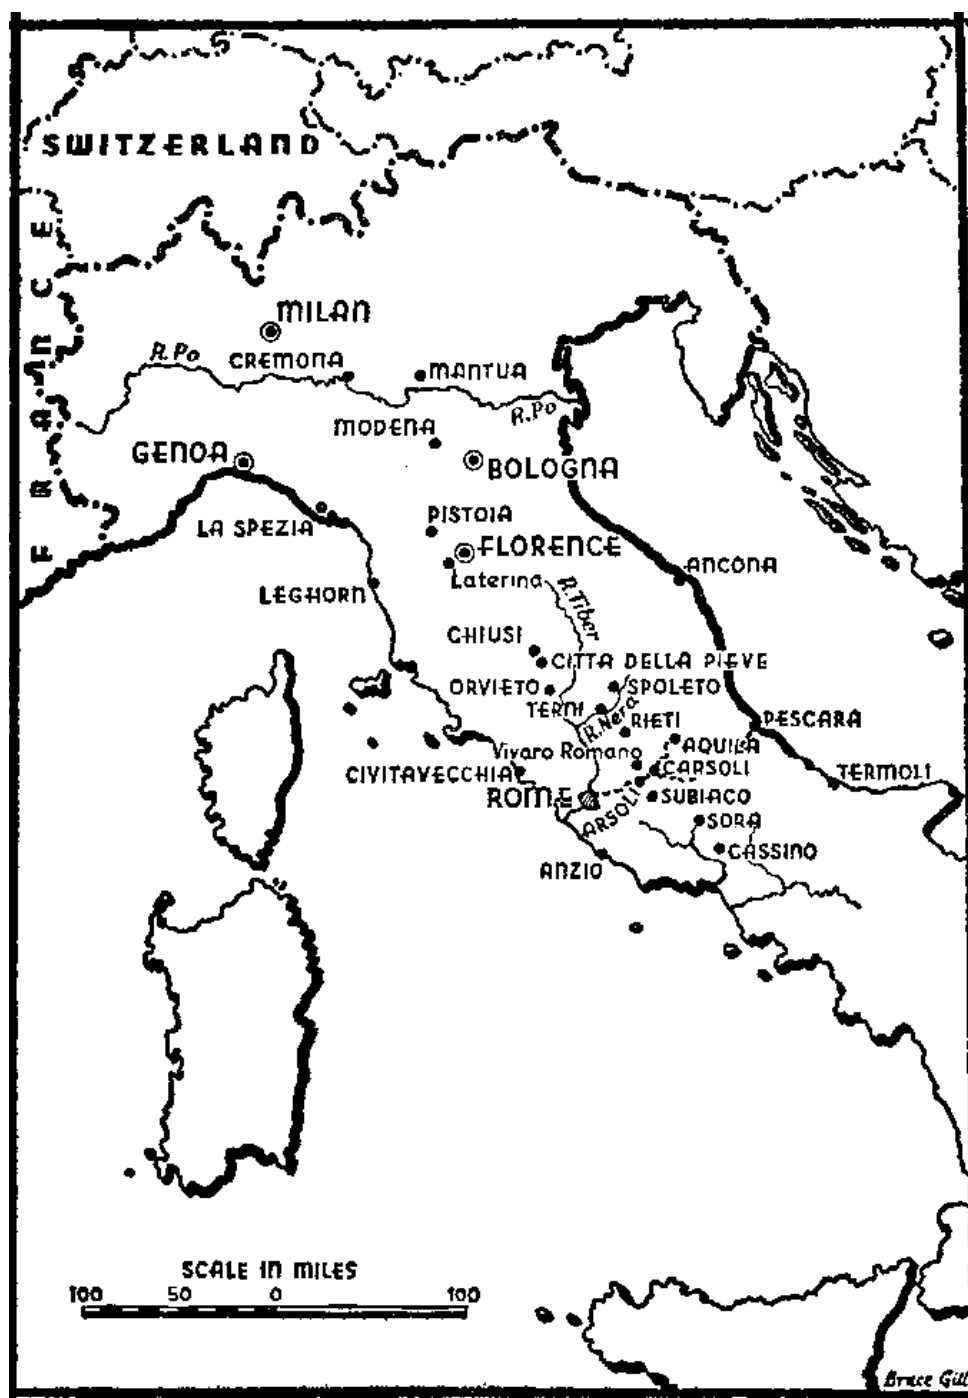 SWITZERLAND
FRANCE
MILAN
R.Po
CREMONA
MANTUA
R.Po
MODENA
GENOA
BOLOGNA
LA SPEZIA
PISTOIA
FLORENCE
ANCONA
LEGHORN
Laterina
R.Tiber
CHIUSI
CITTA DELLA PIEVE
ORVIETO
SPOLETO
TERNI
R.Nera
RIETI
PESCARA
AQUILA
Vivaro Romano
CARSOLI
CIVITAVECCHIA
TERMOLI
ROME
ARSOLI
SUBIACO
SORA
CASSINO
ANZIO
SCALE IN MILES
100 50 0 100
Bruce Gill